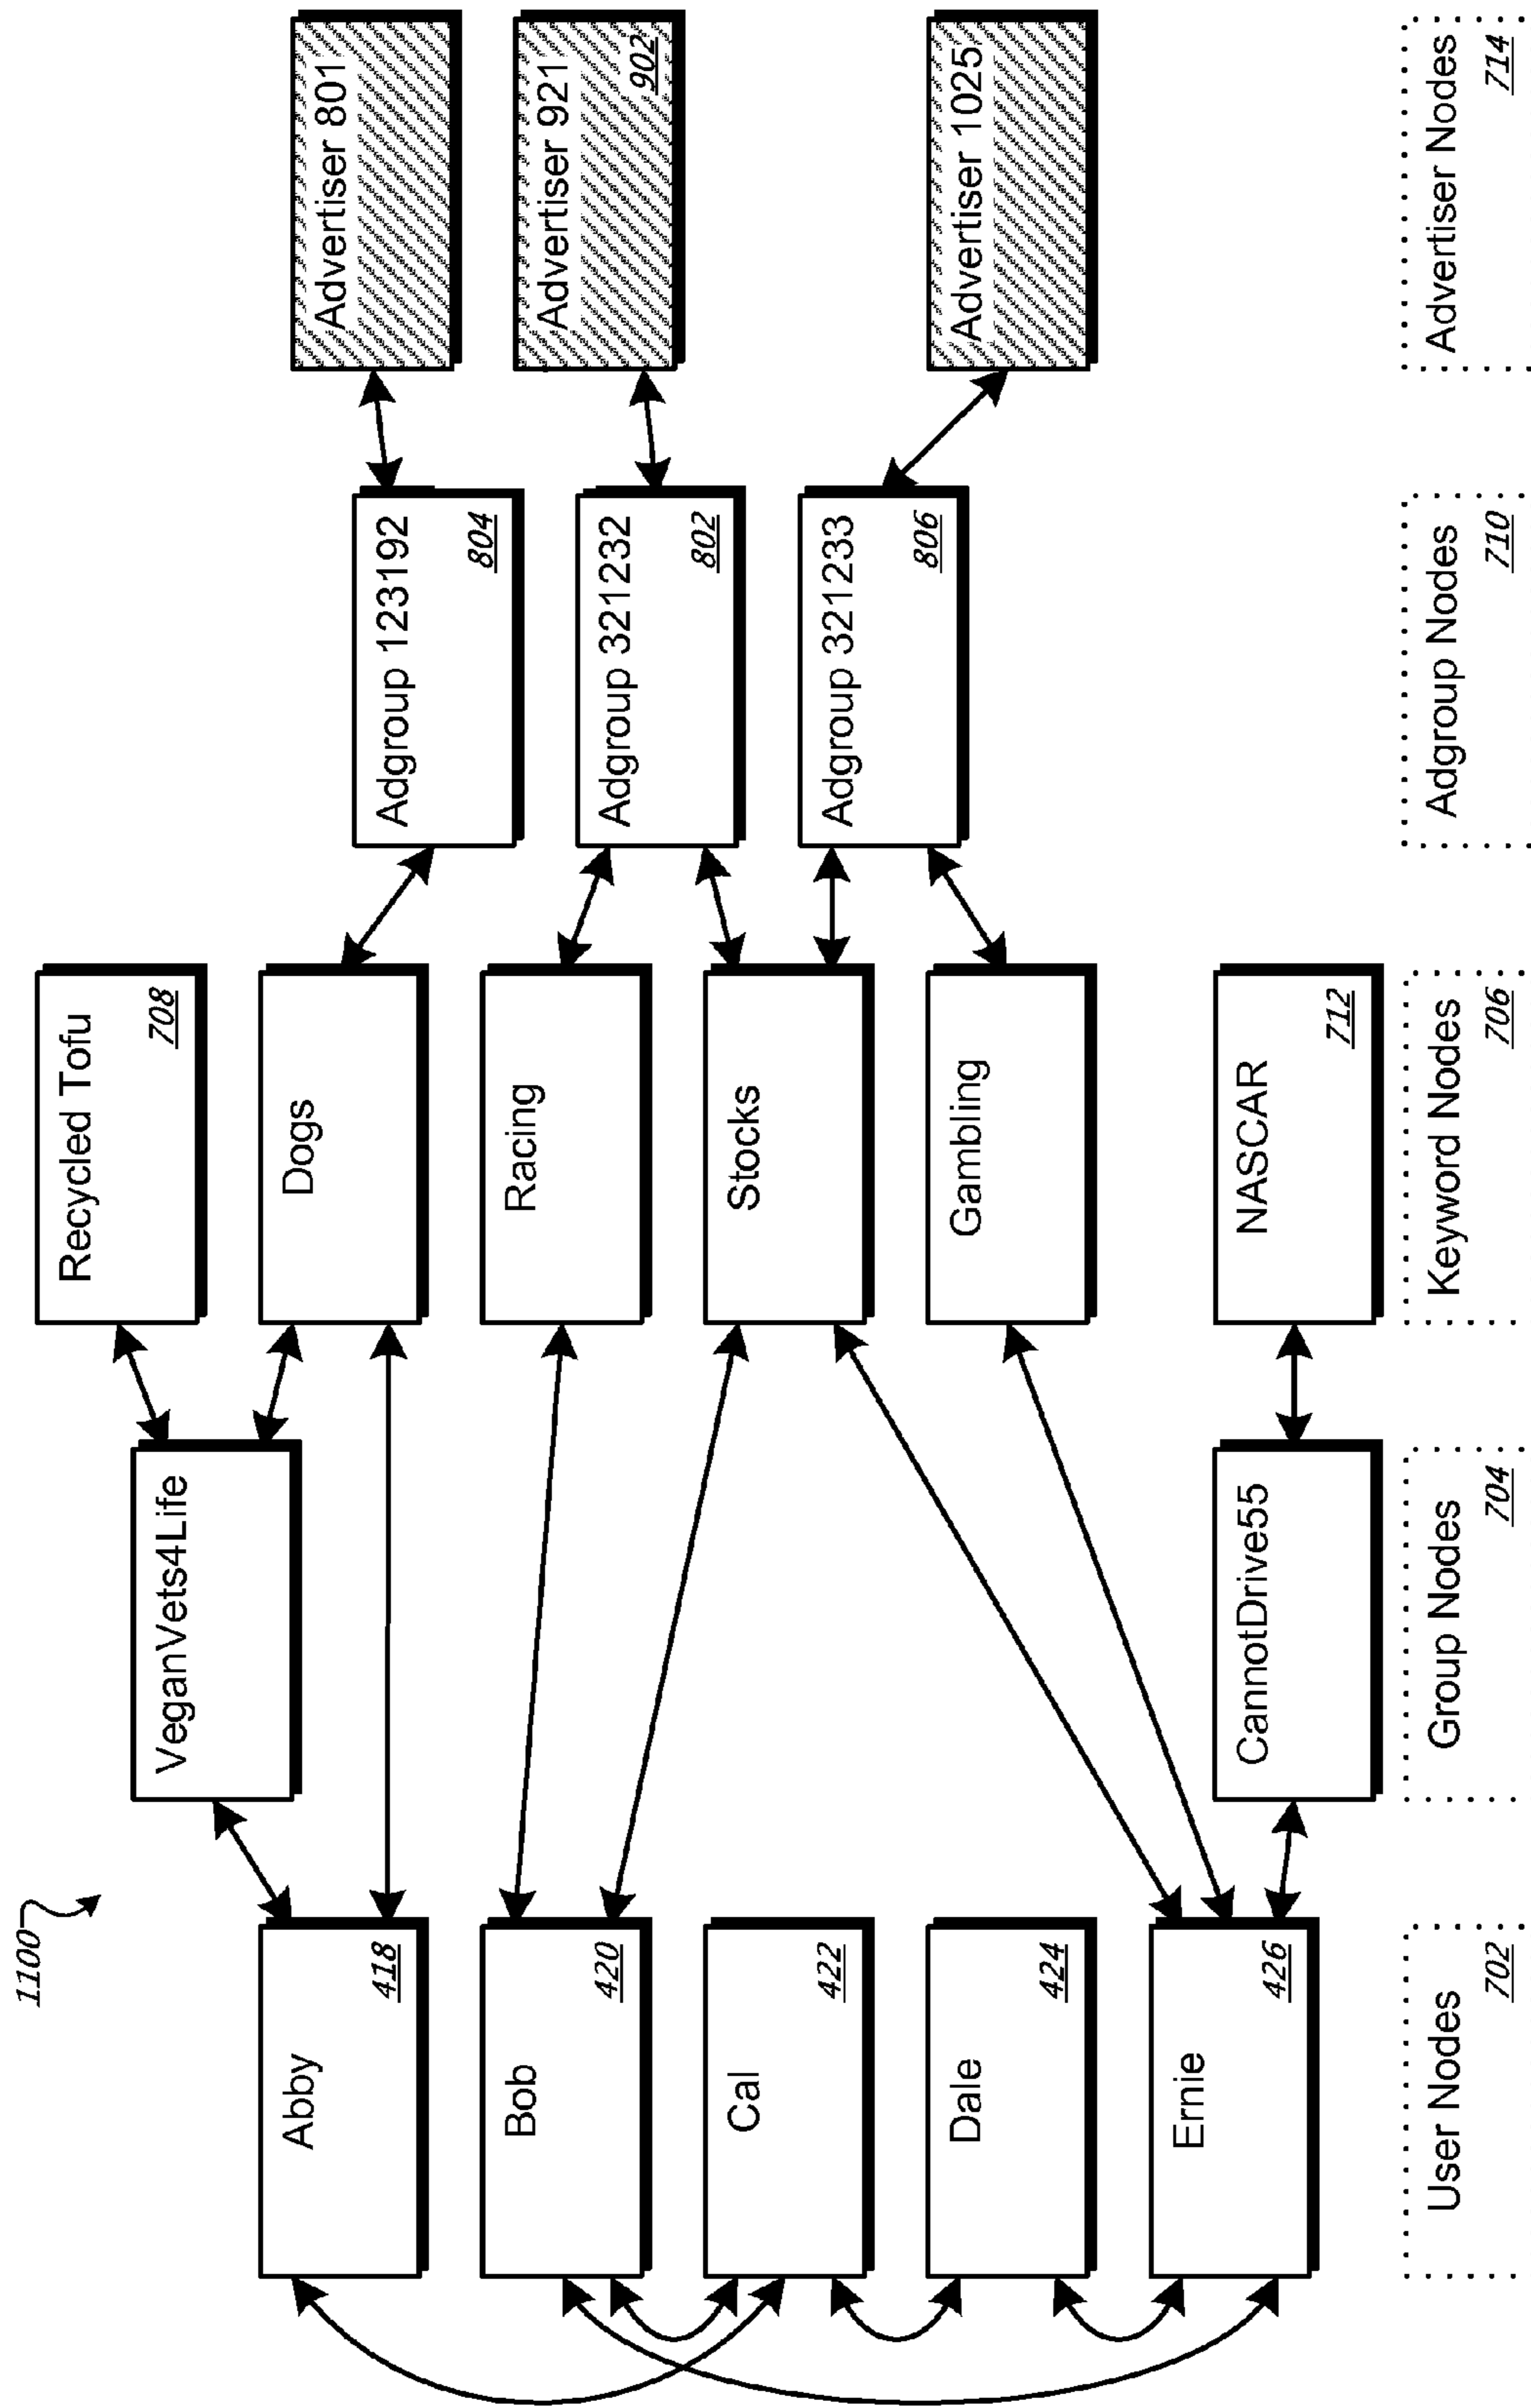 1100
Abby
418
Bob
420
Cal
422
Dale
424
Ernie
426
User Nodes
702
VeganVets4Life
CannotDrive55
Group Nodes
704
Recycled Tofu
708
Dogs
Racing
Stocks
Gambling
NASCAR
712
Keyword Nodes
706
Adgroup 123192
804
Adgroup 321232
802
Adgroup 321233
806
Adgroup Nodes
710
Advertiser 801
Advertiser 921
902
Advertiser 1025
Advertiser Nodes
714